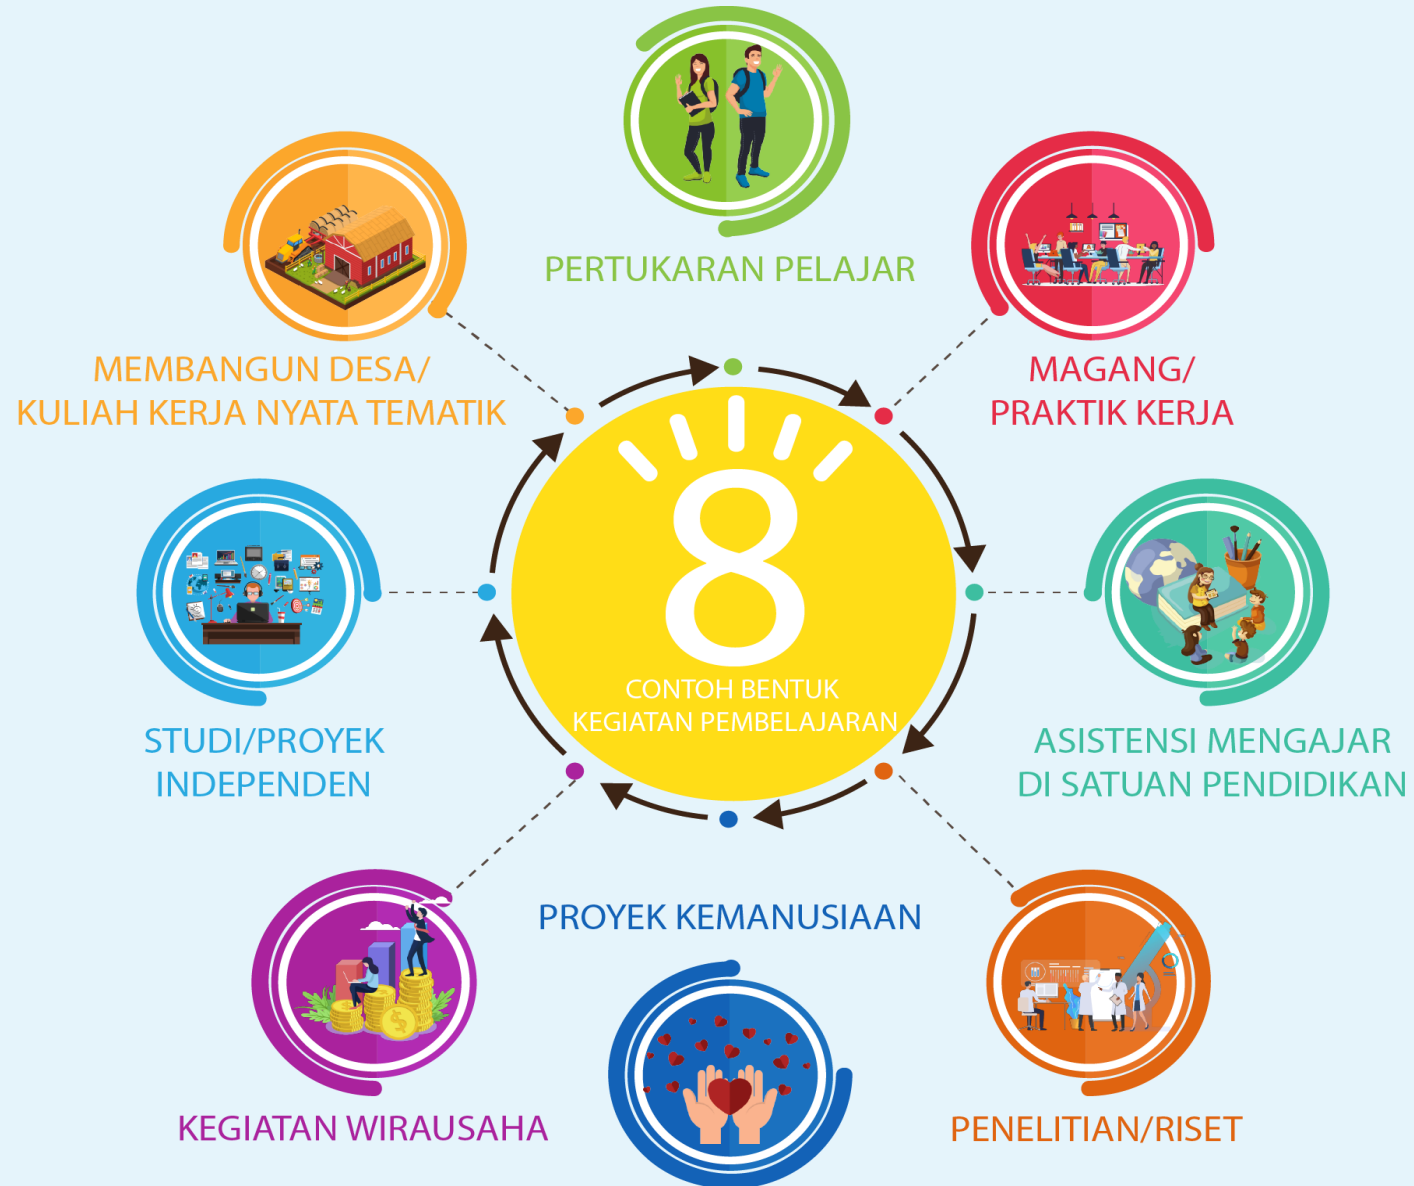 PERTUKARAN PELAJAR
MAGANG/
PRAKTIK KERJA
ASISTENSI MENGAJAR
DI SATUAN PENDIDIKAN
PENELITIAN/RISET
PROYEK KEMANUSIAAN
KEGIATAN WIRAUSAHA
STUDI/PROYEK
INDEPENDEN
MEMBANGUN DESA/
KULIAH KERJA NYATA TEMATIK
8
CONTOH BENTUK
KEGIATAN PEMBELAJARAN